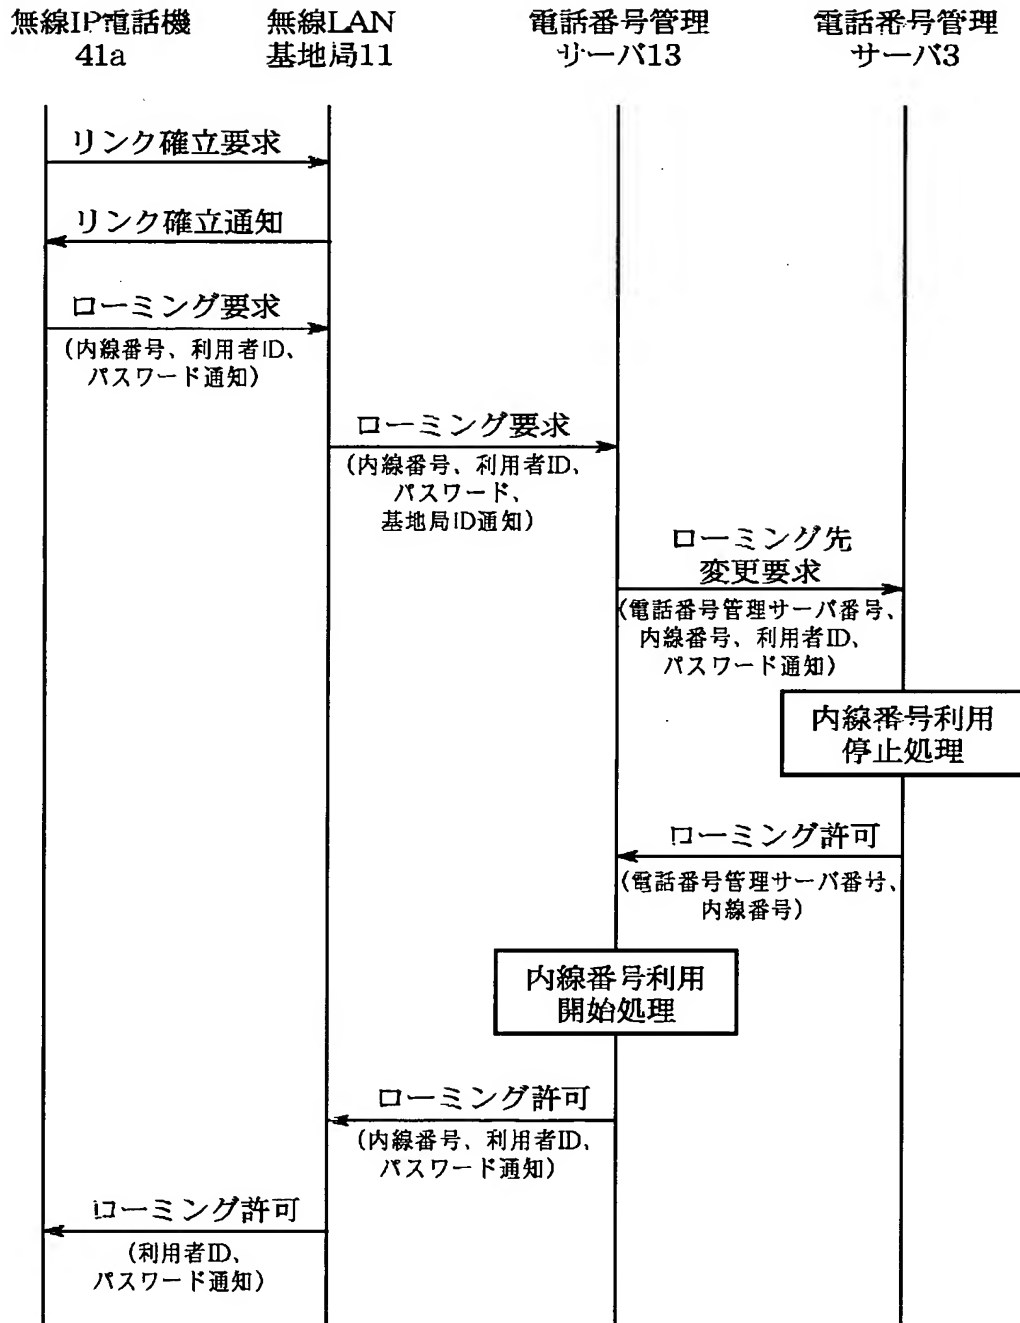 無線IP電話機
41a
無線LAN
基地局11
電話番号管理
サーバ13
電話番号管理
サーバ3
リンク確立要求
リンク確立通知
ローミング要求
(内線番号、利用者ID、
パスワード通知)
ローミング要求
(内線番号、利用者ID、
パスワード、
基地局ID通知)
ローミング先
変更要求
(電話番号管理サーバ番号、
内線番号、利用者ID、
パスワード通知)
内線番号利用
停止処理
ローミング許可
(電話番号管理サーバ番号、
内線番号)
内線番号利用
開始処理
ローミング許可
(内線番号、利用者ID、
パスワード通知)
ローミング許可
(利用者ID、
パスワード通知)